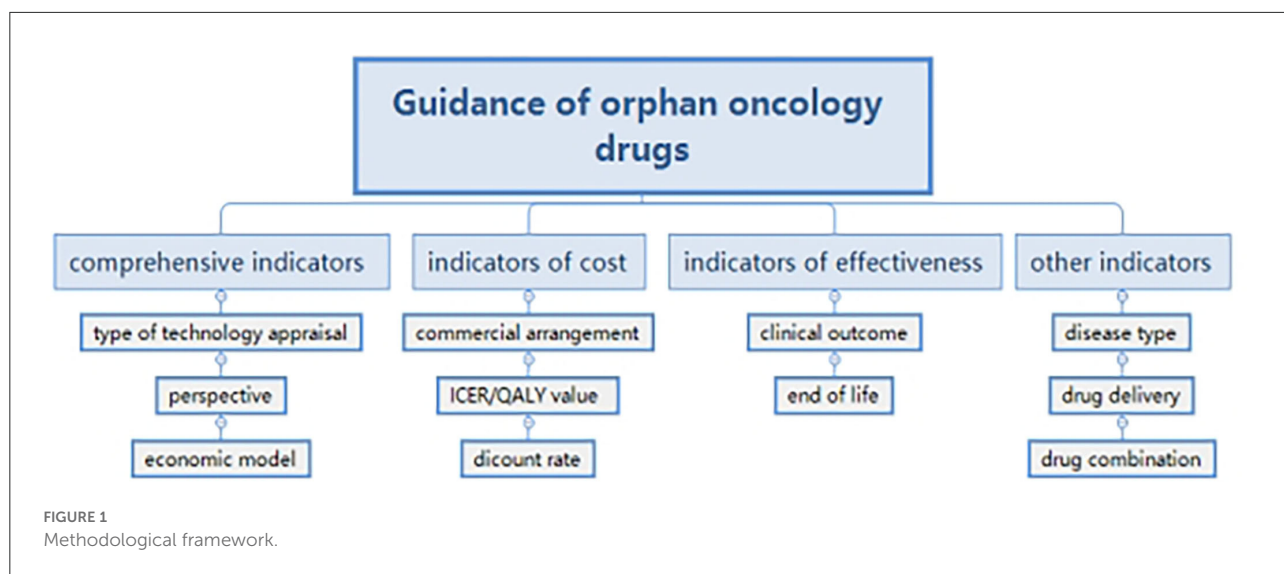 Guidance of orphan oncology
drugs
comprehensive indicators
type of technology appraisal
perspective
economic model
indicators of cost
commercial arrangement
ICER/QALY value
dicount rate
indicators of effectiveness
clinical outcome
end of life
other indicators
disease type
drug delivery
drug combination
FIGURE 1
Methodological framework.